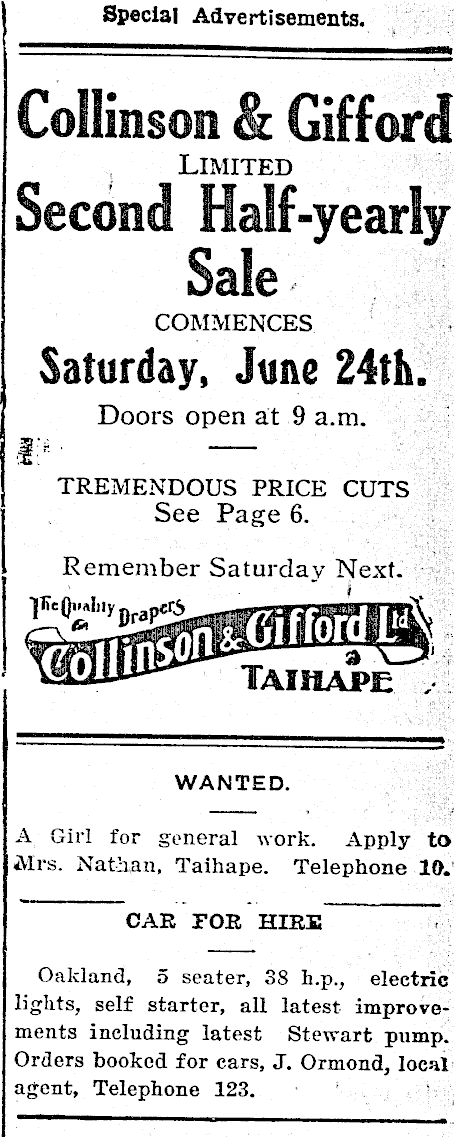 Special Advertisements.
Collinson & Gifford
LIMITED
Second Half-yearly
Sale
COMMENCES
Saturday, June 24th.
Doors open at 9 a.m.
TREMENDOUS PRICE CUTS
See Page 6.
Remember Saturday Next.
The Quality Drapers
Collinson & Gifford Ltd
TAIHAPE
WANTED.
A Girl for general work. Apply to
Mrs. Nathan, Taihape. Telephone 10.
CAR FOR HIRE
Oakland, 5 seater, 38 h.p., electric
lights, self starter, all latest improve-
ments including latest Stewart pump.
Orders booked for cars, J. Ormond, local
agent, Telephone 123.